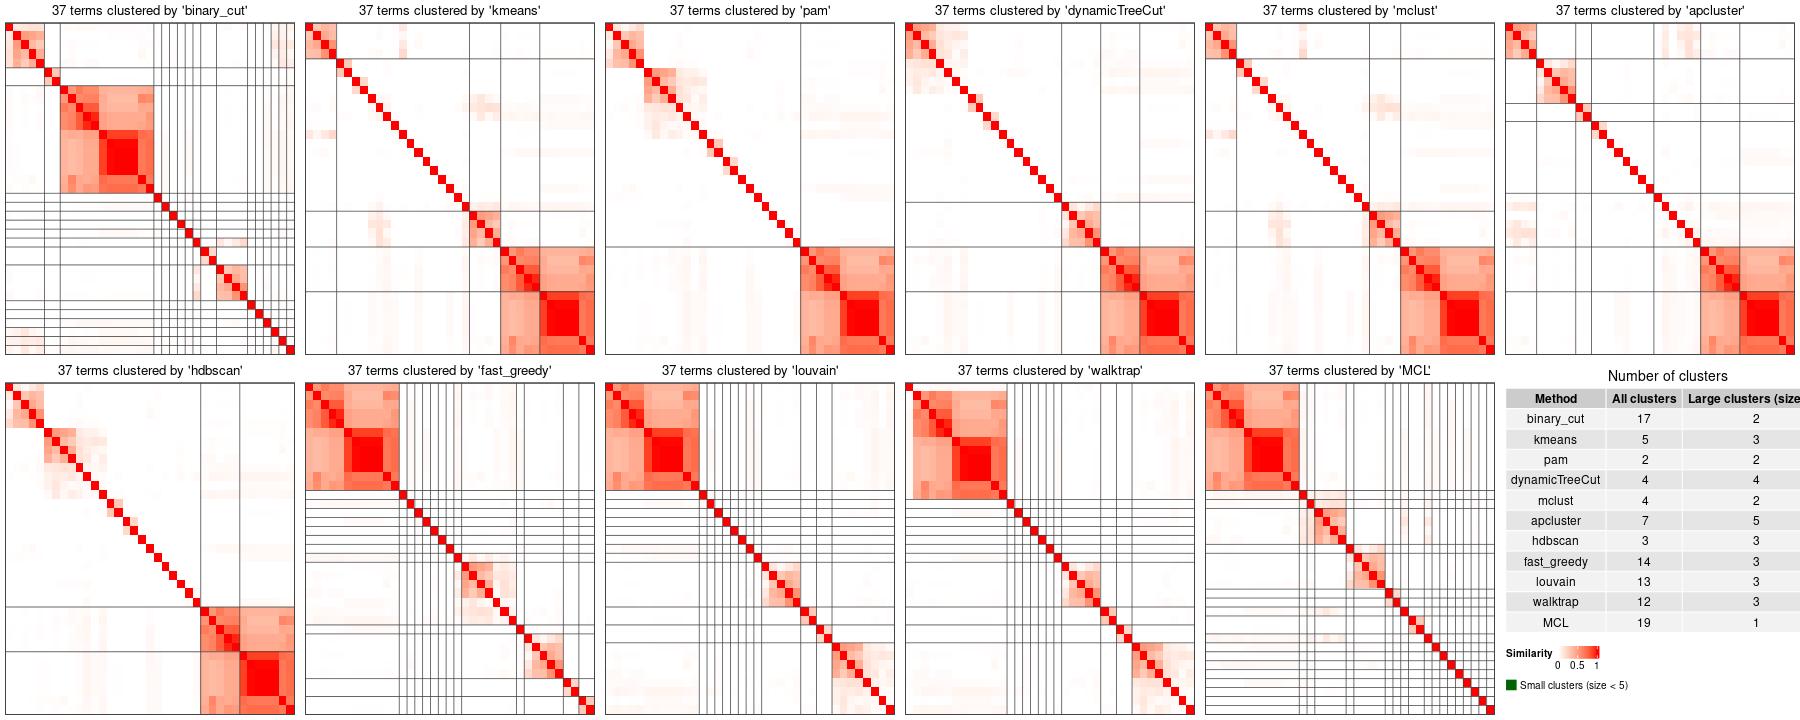 37 terms clustered by 'binary_cut'
37 terms clustered by 'kmeans'
37 terms clustered by 'pam'
37 terms clustered by 'dynamicTreeCut'
37 terms clustered by 'mclust'
37 terms clustered by 'apcluster'
37 terms clustered by 'hdbscan'
37 terms clustered by 'fast_greedy'
37 terms clustered by 'louvain'
37 terms clustered by 'walktrap'
37 terms clustered by 'MCL'
Number of clusters
Method All clusters Large clusters (size
binary_cut 17 2
kmeans 5 3
pam 2 2
dynamicTreeCut 4 4
mclust 4 2
apcluster 7 5
hdbscan 3 3
fast_greedy 14 3
louvain 13 3
walktrap 12 3
MCL 19 1
Similarity
0 0.5 1
Small clusters (size < 5)